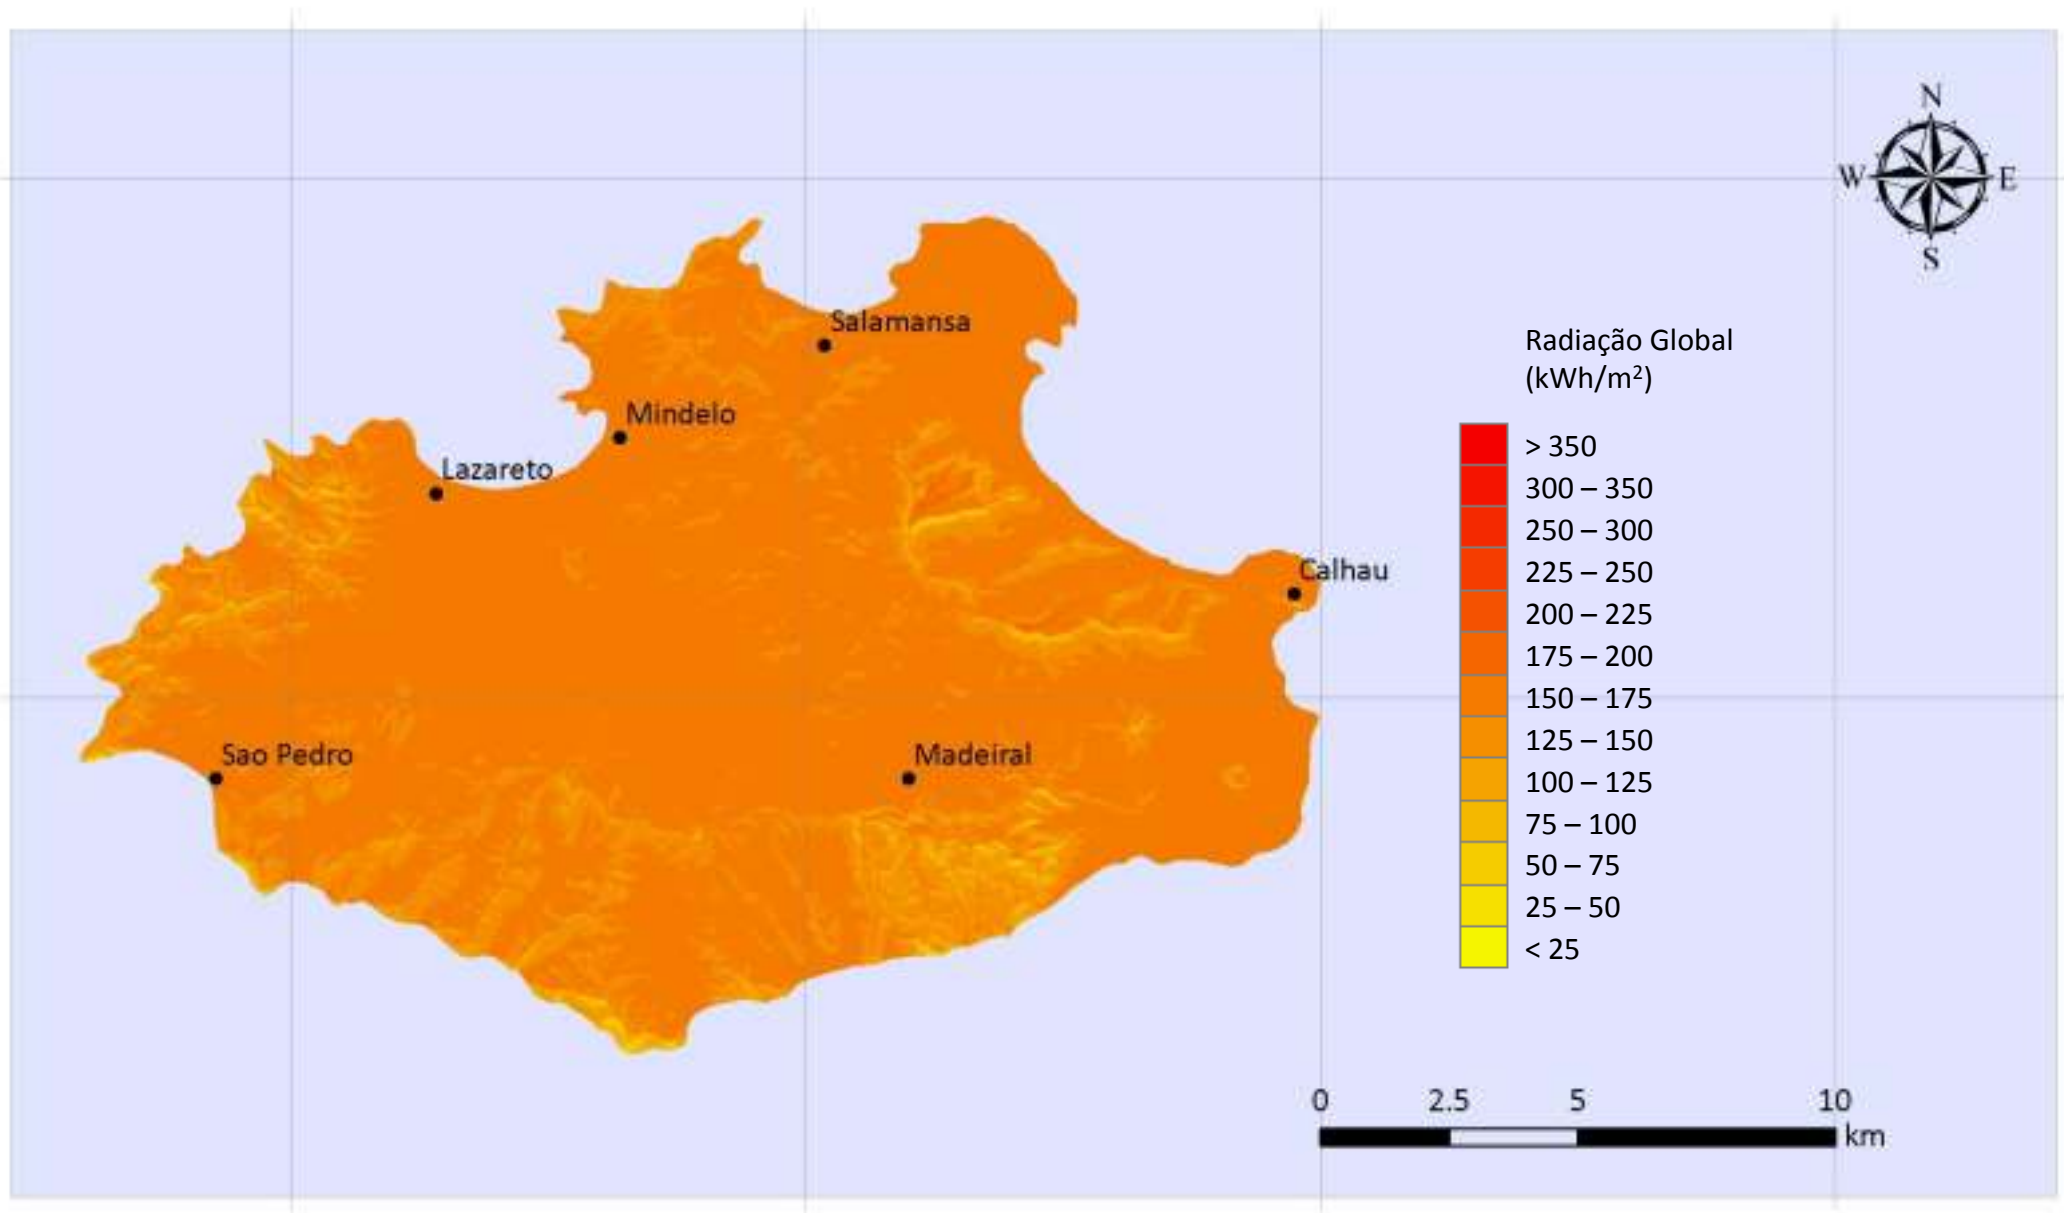 N
W
E
S
Salamansa
Mindelo
Lazareto
Calhau
Sao Pedro
Madeiral
Radiação Global
(kWh/m²)
> 350
300 – 350
250 – 300
225 – 250
200 – 225
175 – 200
150 – 175
125 – 150
100 – 125
75 – 100
50 – 75
25 – 50
< 25
0 2.5 5 10
km